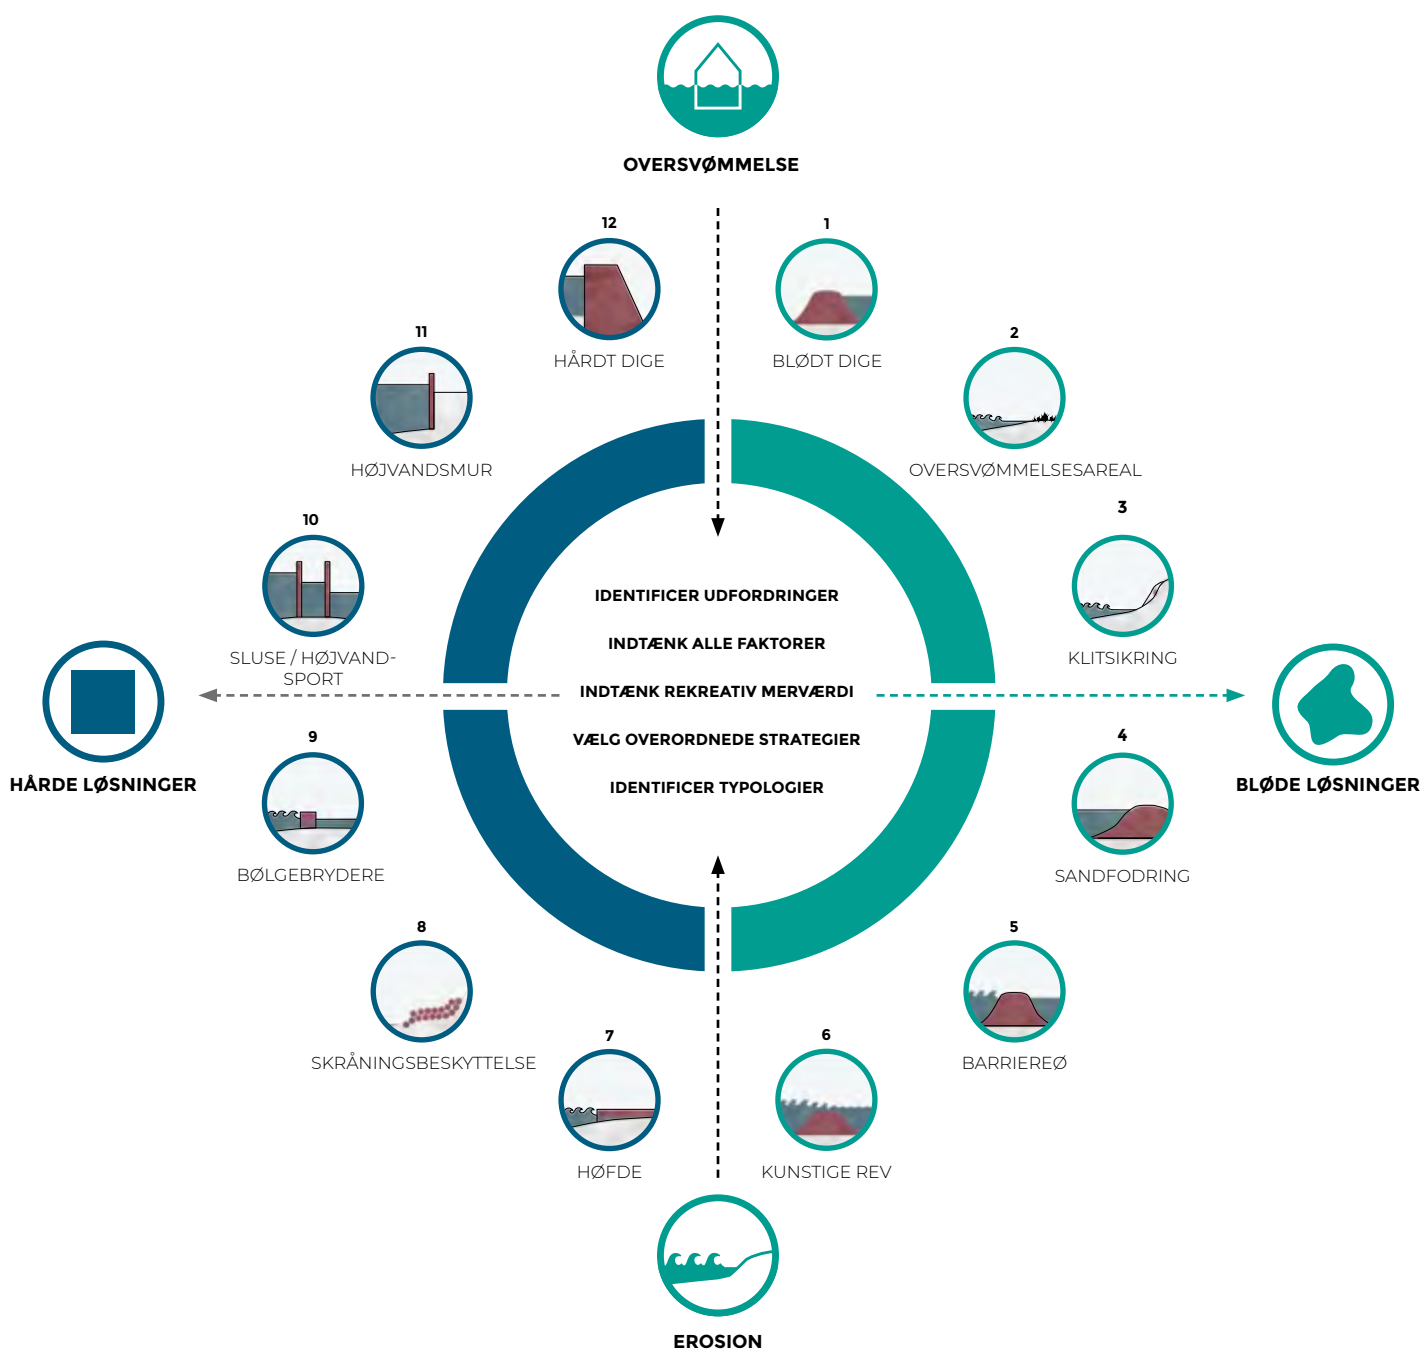 OVERSVØMMELSE
12
HÅRDT DIGE
1
BLØDT DIGE
11
HØJVANDSMUR
2
OVERSVØMMELSESAREAL
10
SLUSE / HØJVAND-
SPORT
3
KLITSIKRING
IDENTIFICER UDFORDRINGER
INDTÆNK ALLE FAKTORER
INDTÆNK REKREATIV MERVÆRDI
VÆLG OVERORDNEDE STRATEGIER
IDENTIFICER TYPOLOGIER
HÅRDE LØSNINGER
BLØDE LØSNINGER
9
BØLGEBRYDERE
4
SANDFODRING
8
SKRÅNINGSBESKYTTELSE
5
BARRIEREØ
7
HØFDE
6
KUNSTIGE REV
EROSION